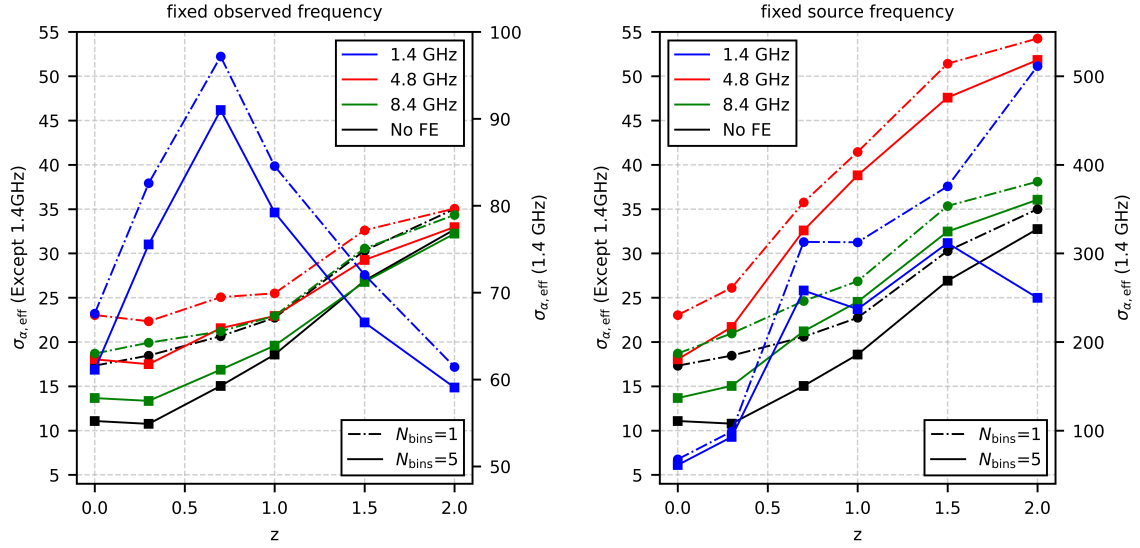 fixed observed frequency
55
50
45
40
35
30
25
20
15
10
5
σα, eff (Except 1.4GHz)
100
90
80
70
60
50
σα, eff (1.4 GHz)
1.4 GHz
4.8 GHz
8.4 GHz
No FE
Nbins=1
Nbins=5
0.0 0.5 1.0 1.5 2.0
z
fixed source frequency
55
50
45
40
35
30
25
20
15
10
5
σα, eff (Except 1.4GHz)
500
400
300
200
100
σα, eff (1.4 GHz)
1.4 GHz
4.8 GHz
8.4 GHz
No FE
Nbins=1
Nbins=5
0.0 0.5 1.0 1.5 2.0
z